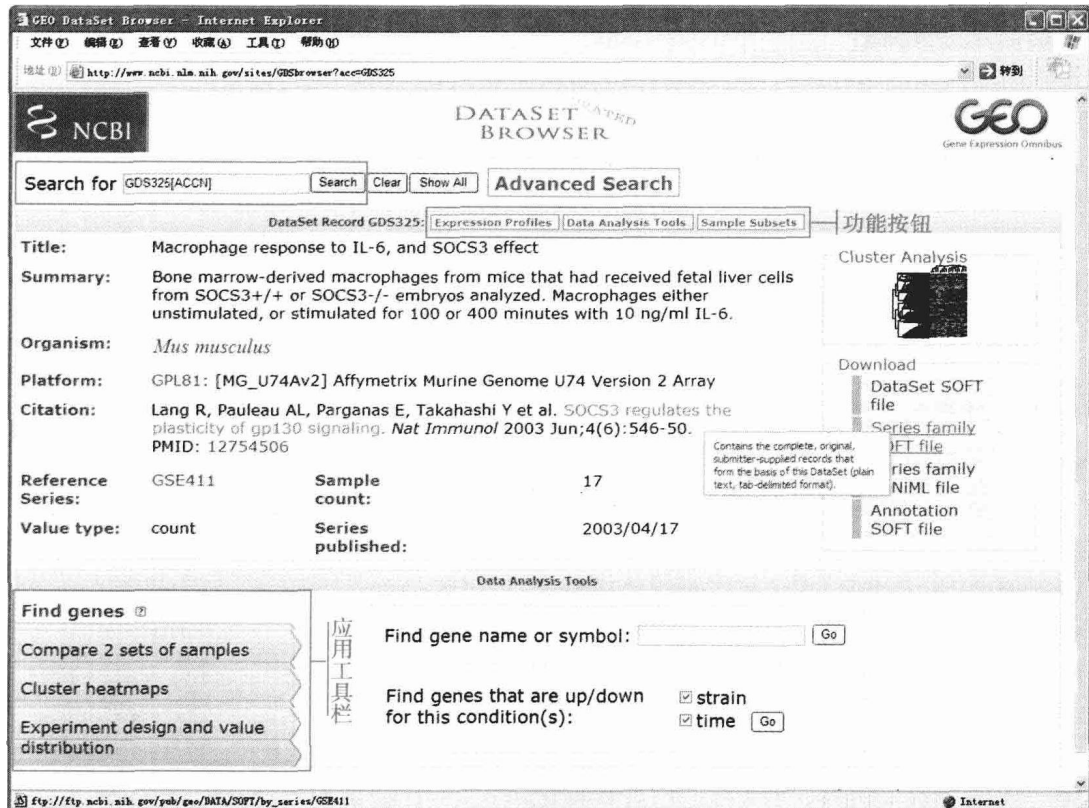 GEO DataSet Browser - Internet Explorer
文件(F) 编辑(E) 查看(V) 收藏(A) 工具(T) 帮助(H)
地址(D) http://www.ncbi.nlm.nih.gov/sites/GDSbrowser?acc=GDS325 转到
NCBI
DATASET
BROWSER
GEO
Gene Expression Omnibus
Search for GDS325[ACCN] Search Clear Show All Advanced Search
DataSet Record GDS325: Expression Profiles Data Analysis Tools Sample Subsets 功能按钮
Title: Macrophage response to IL-6, and SOCS3 effect
Summary: Bone marrow-derived macrophages from mice that had received fetal liver cells
from SOCS3+/+ or SOCS3-/- embryos analyzed. Macrophages either
unstimulated, or stimulated for 100 or 400 minutes with 10 ng/ml IL-6.
Organism: Mus musculus
Platform: GPL81: [MG_U74Av2] Affymetrix Murine Genome U74 Version 2 Array
Citation: Lang R, Pauleau AL, Parganas E, Takahashi Y et al. SOCS3 regulates the
plasticity of gp130 signaling. Nat Immunol 2003 Jun;4(6):546-50.
PMID: 12754506
Reference
Series: GSE411
Sample
count: 17
Value type: count
Series
published: 2003/04/17
Cluster Analysis
Download
DataSet SOFT
file
Series family
OFT file
ries family
NiML file
Annotation
SOFT file
Contains the complete, original,
submitter-supplied records that
form the basis of this DataSet (plain
text, tab-delimited format).
Data Analysis Tools
Find genes ?
Compare 2 sets of samples
Cluster heatmaps
Experiment design and value
distribution
应用工具栏
Find gene name or symbol: Go
Find genes that are up/down
for this condition(s):
strain
time Go
ftp://ftp.ncbi.nih.gov/pub/geo/DATA/SOFT/by_series/GSE411 Internet